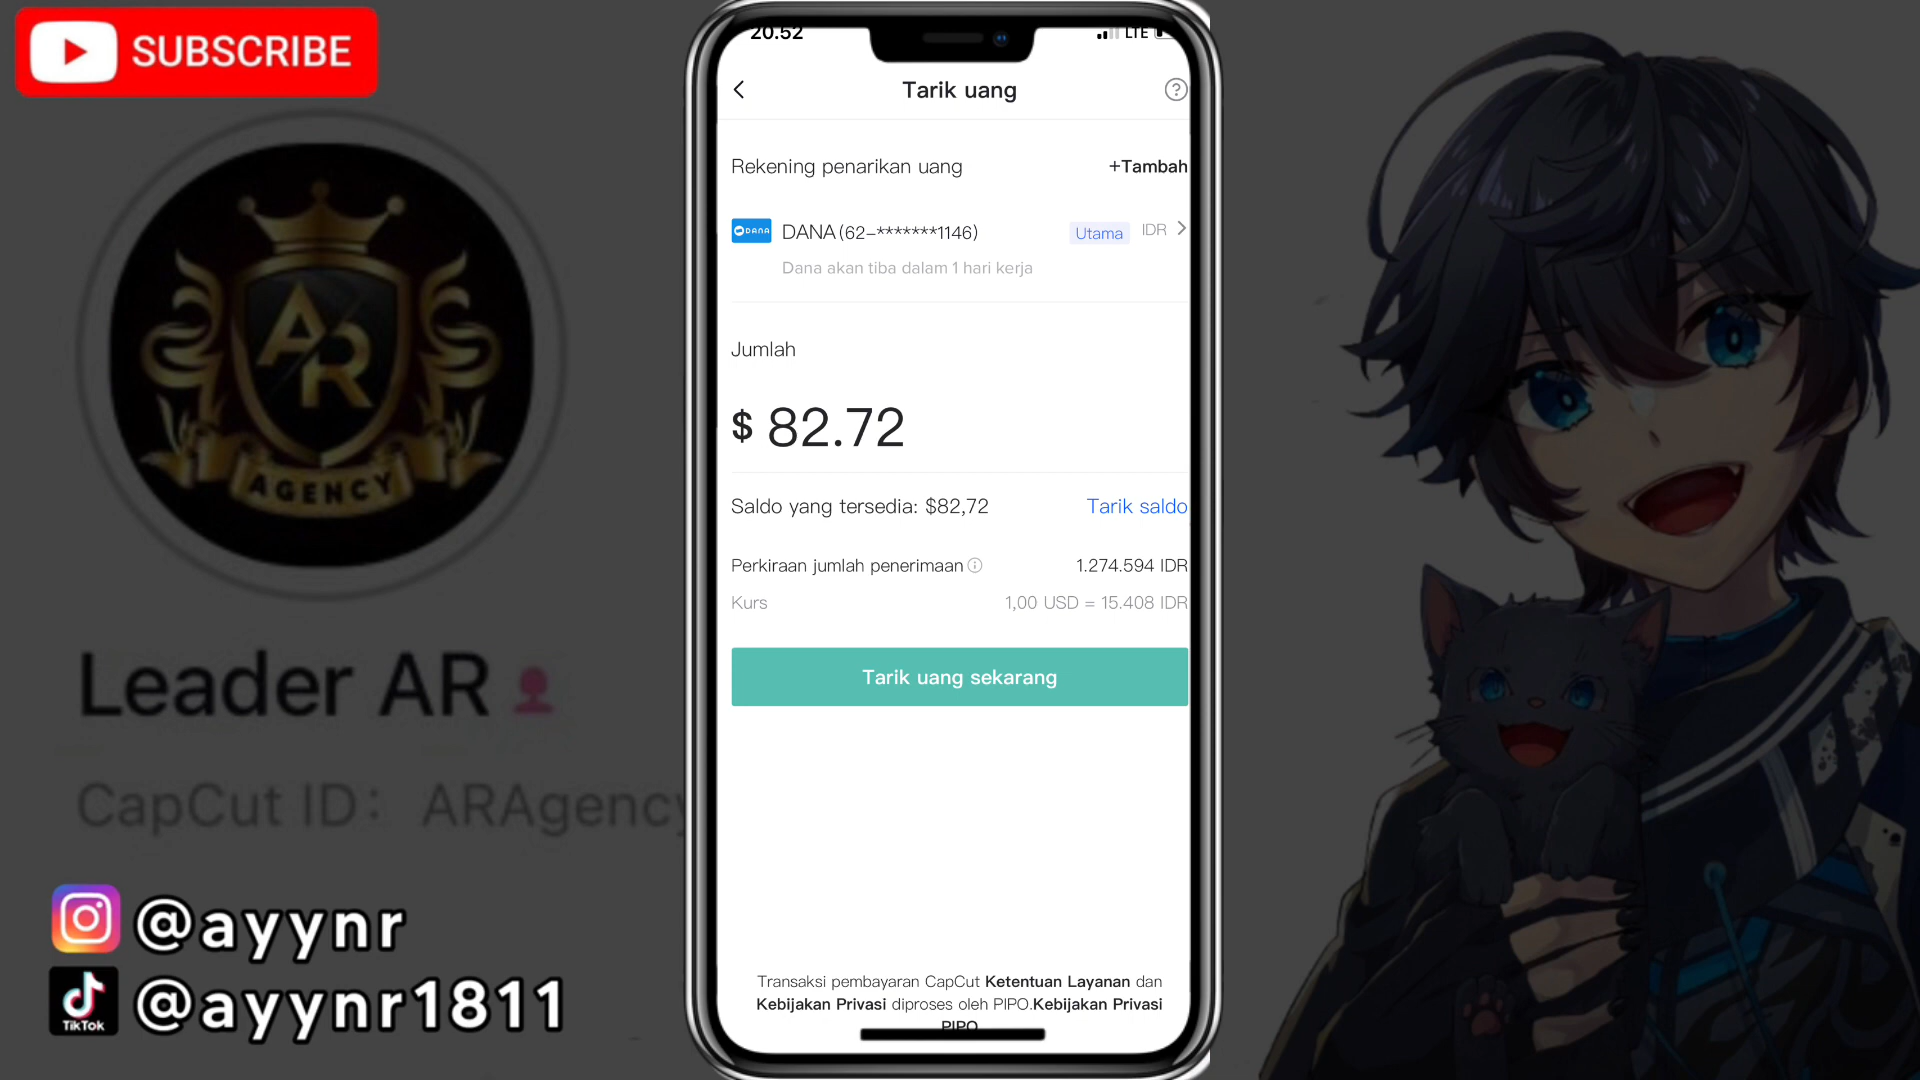 SUBSCRIBE
AR
AGENCY
Leader AR
CapCut ID: ARAgency
@ayynr
TikTok
@ayynr1811
20.52
LTE
Tarik uang
?
Rekening penarikan uang
+Tambah
DANA
DANA(62-*******1146)
Utama
IDR
Dana akan tiba dalam 1 hari kerja
Jumlah
$ 82.72
Saldo yang tersedia: $82,72
Tarik saldo
Perkiraan jumlah penerimaan
1.274.594 IDR
Kurs
1,00 USD = 15.408 IDR
Tarik uang sekarang
Transaksi pembayaran CapCut Ketentuan Layanan dan
Kebijakan Privasi diproses oleh PIPO.Kebijakan Privasi
PIPO